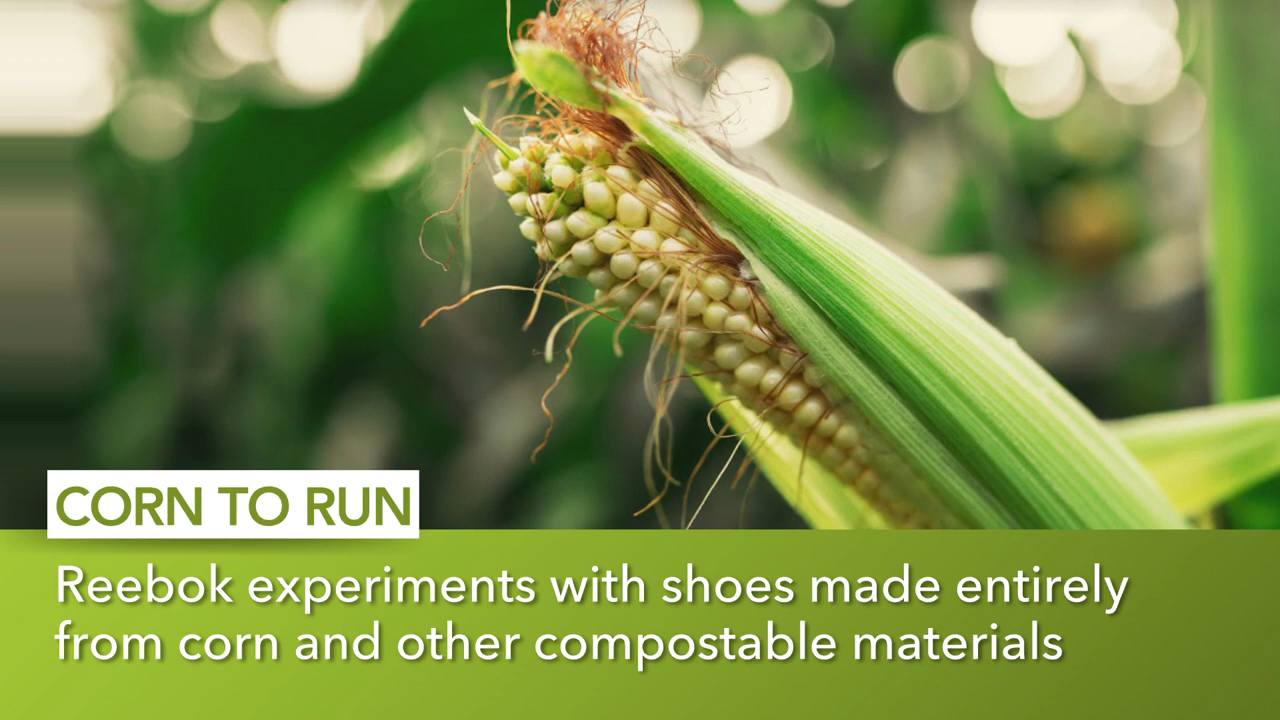 CORN TO RUN
Reebok experiments with shoes made entirely
from corn and other compostable materials